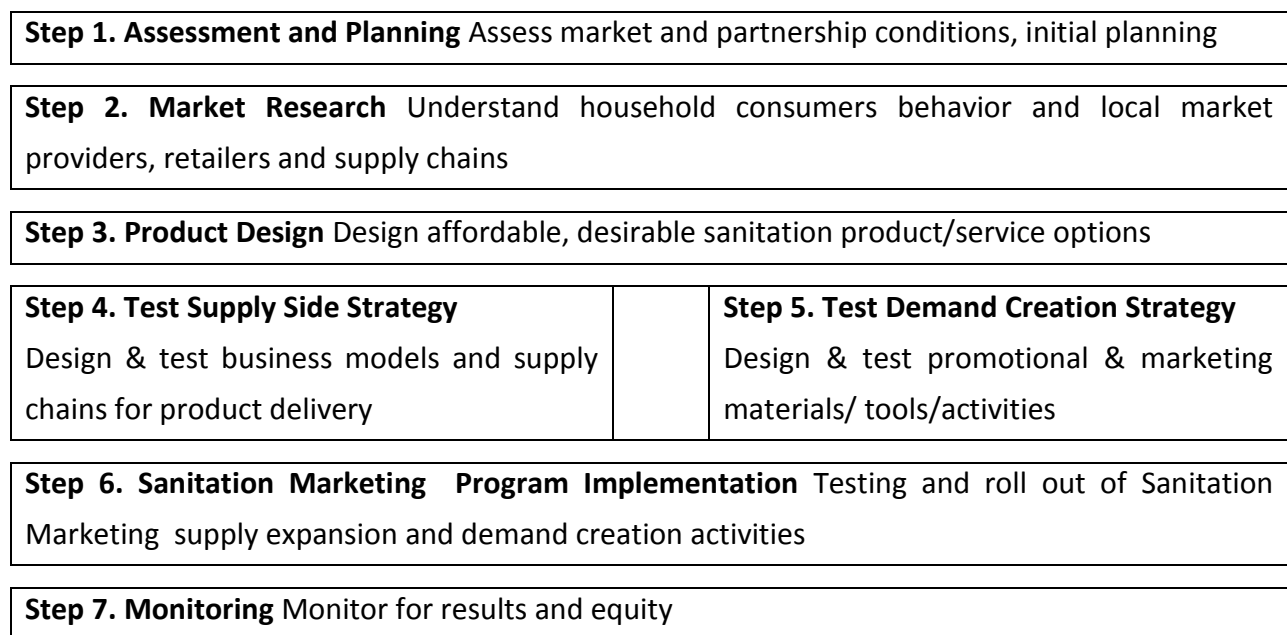 Step 1. Assessment and Planning Assess market and partnership conditions, initial planning
Step 2. Market Research Understand household consumers behavior and local market
providers, retailers and supply chains
Step 3. Product Design Design affordable, desirable sanitation product/service options
Step 4. Test Supply Side Strategy
Design & test business models and supply
chains for product delivery
Step 5. Test Demand Creation Strategy
Design & test promotional & marketing
materials/ tools/activities
Step 6. Sanitation Marketing Program Implementation Testing and roll out of Sanitation
Marketing supply expansion and demand creation activities
Step 7. Monitoring Monitor for results and equity